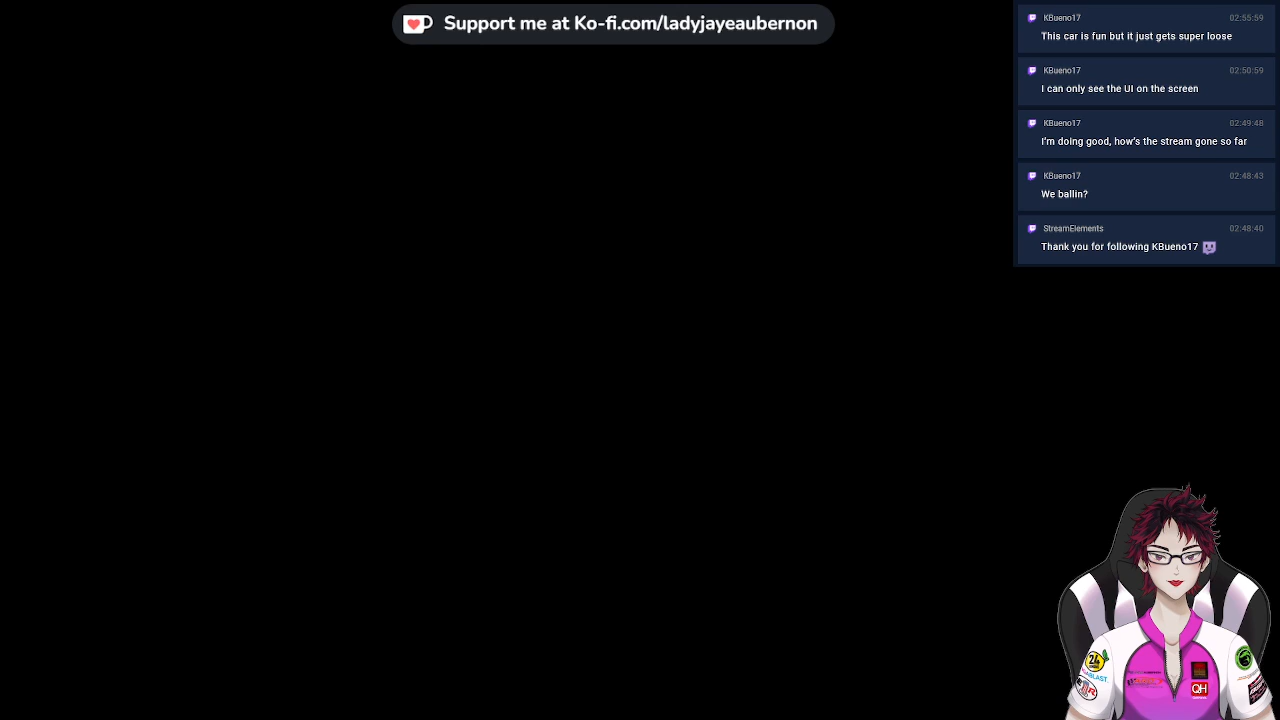 Support me at Ko-fi.com/ladyjayeaubernon
KBueno17 02:55:59
This car is fun but it just gets super loose
KBueno17 02:50:59
I can only see the UI on the screen
KBueno17 02:49:48
I'm doing good, how's the stream gone so far
KBueno17 02:48:43
We ballin?
StreamElements 02:48:40
Thank you for following KBueno17
24
QH